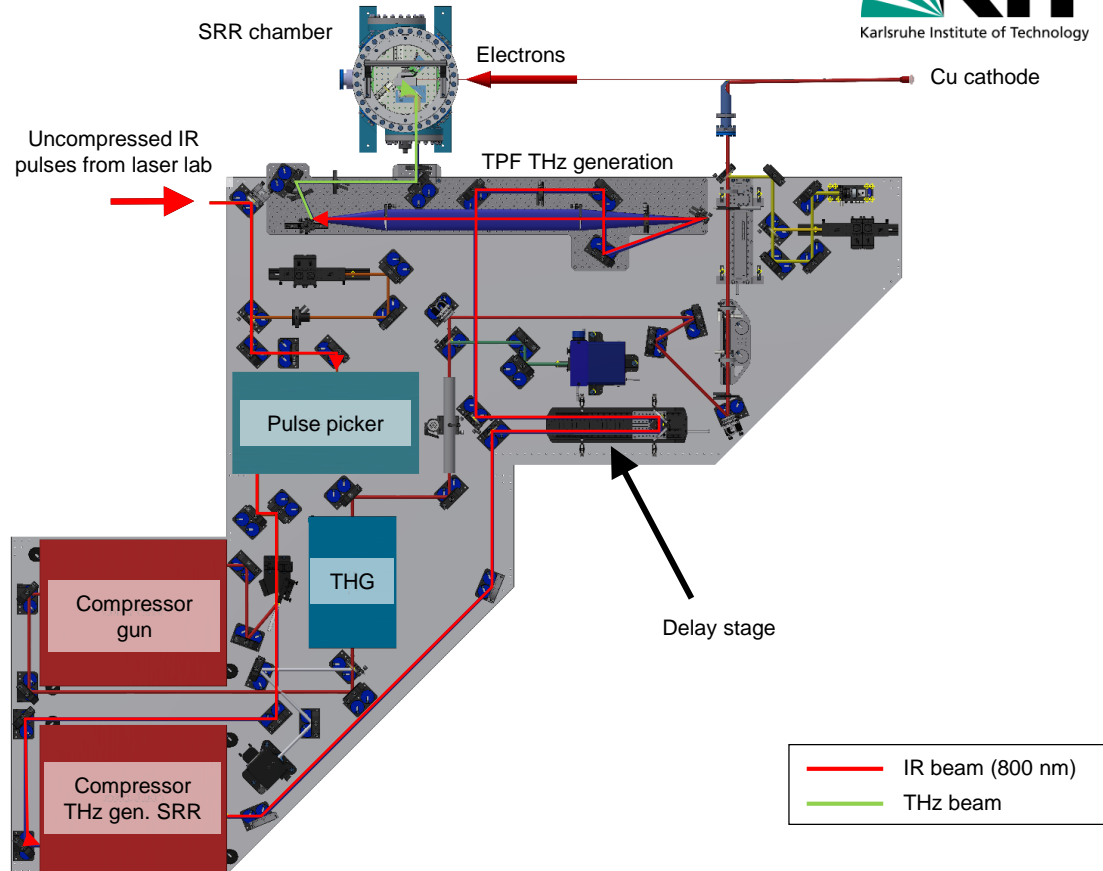 Karlsruhe Institute of Technology
SRR chamber
Electrons
Cu cathode
Uncompressed IR
pulses from laser lab
TPF THz generation
Pulse picker
THG
Compressor
gun
Delay stage
Compressor
THz gen. SRR
IR beam (800 nm)
THz beam